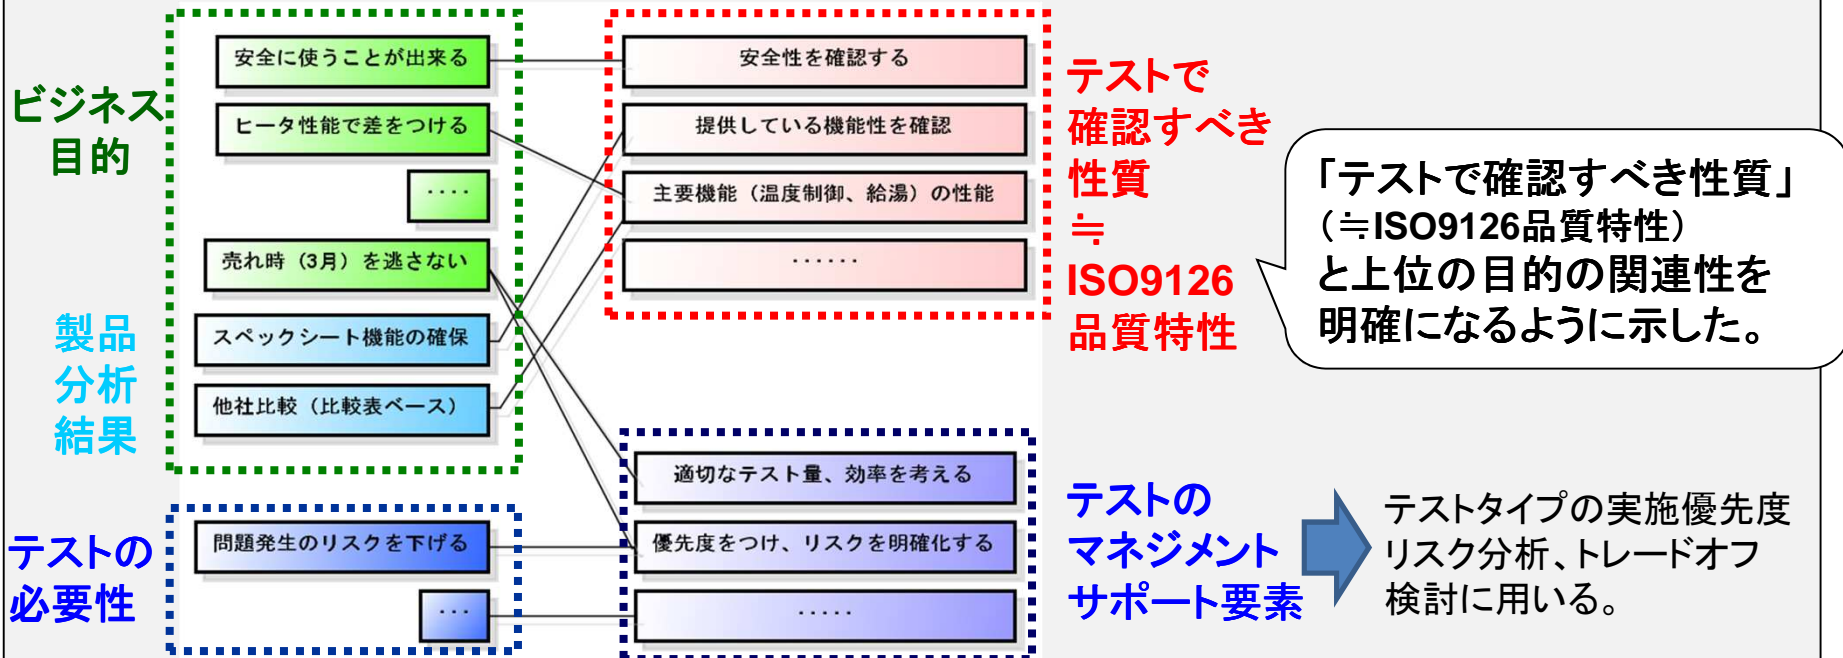 ビジネス
目的
安全に使うことが出来る
ヒータ性能で差をつける
‥‥
売れ時（3月）を逃さない
製品
分析
結果
スペックシート機能の確保
他社比較（比較表ベース）
テストの
必要性
問題発生のリスクを下げる
･･･
安全性を確認する
提供している機能性を確認
主要機能（温度制御、給湯）の性能
‥‥‥
適切なテスト量、効率を考える
優先度をつけ、リスクを明確化する
‥‥･
テストで
確認すべき
性質
≒
ISO9126
品質特性
「テストで確認すべき性質」
（≒ISO9126品質特性）
と上位の目的の関連性を
明確になるように示した。
テストの
マネジメント
サポート要素
テストタイプの実施優先度
リスク分析、トレードオフ
検討に用いる。